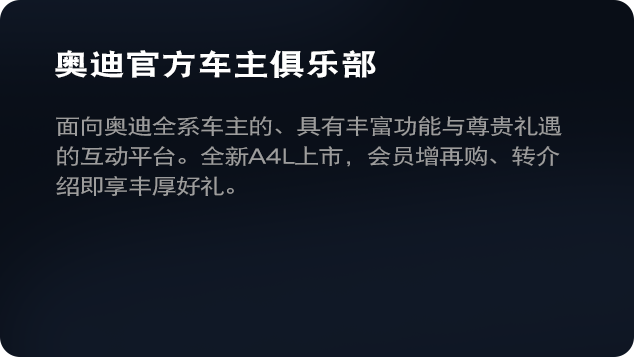 奥迪官方车主俱乐部
面向奥迪全系车主的、具有丰富功能与尊贵礼遇
的互动平台。全新A4L上市，会员增再购、转介
绍即享丰厚好礼。